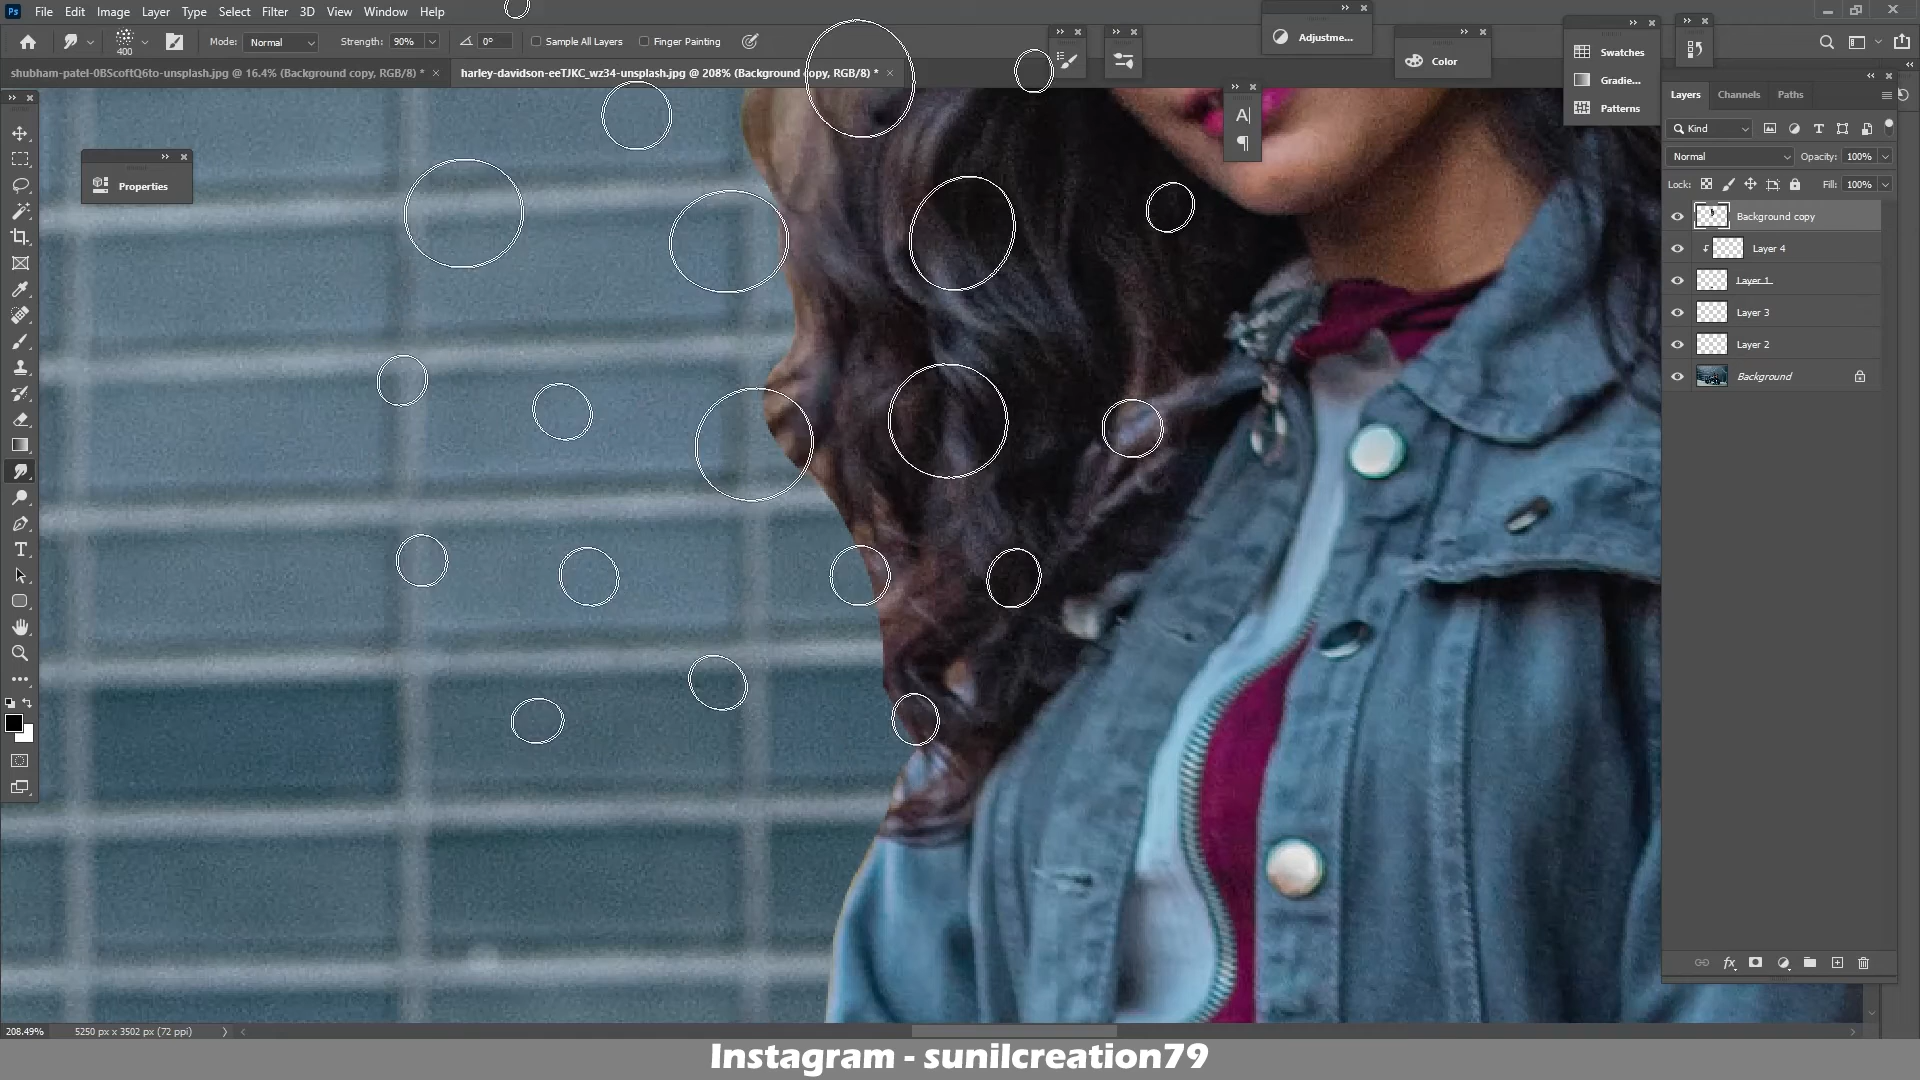 Ps File Edit Image Layer Type Select Filter 3D View Window Help
400 Mode: Normal Strength: 90% 0° Sample All Layers Finger Painting
Adjustme...
Color
Swatches
Gradie...
Patterns
shubham-patel-0BScoftQ6to-unsplash.jpg @ 16.4% (Background copy, RGB/8) * ×
harley-davidson-eeTJKC_wz34-unsplash.jpg @ 208% (Background copy, RGB/8) * ×
A
Properties
Layers Channels Paths
Kind
Normal Opacity: 100%
Lock: Fill: 100%
Background copy
Layer 4
Layer 1
Layer 3
Layer 2
Background
fx
208.49% 5250 px x 3502 px (72 ppi)
Instagram - sunilcreation79